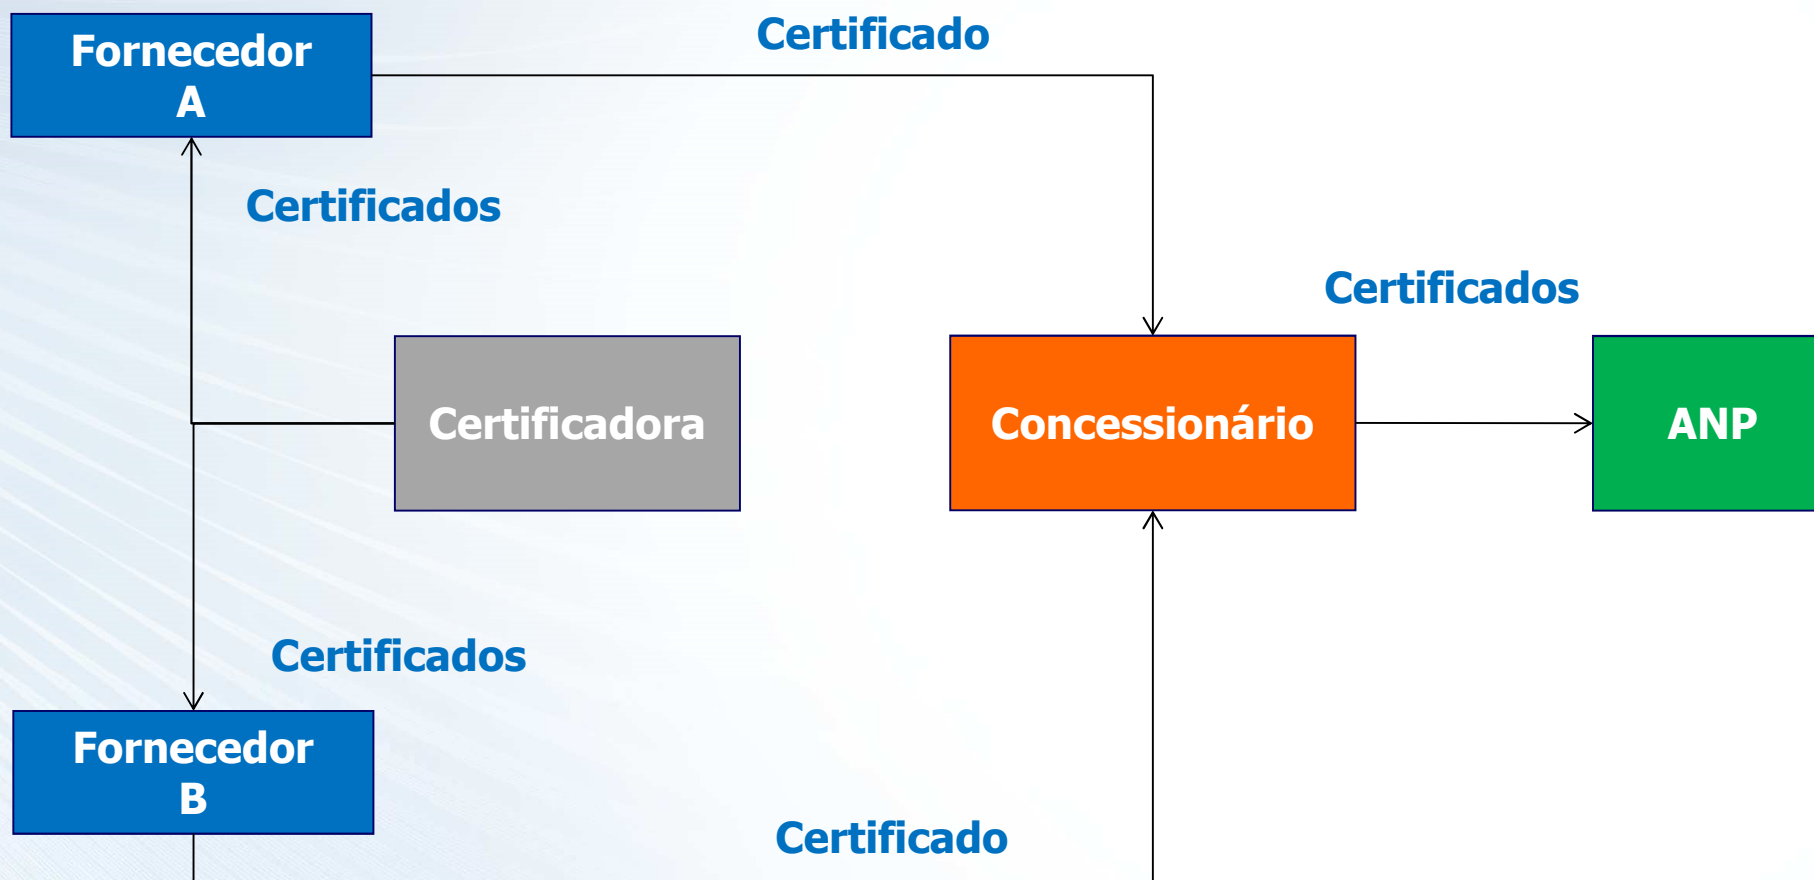 Certificado
Fornecedor
A
Certificados
Certificados
Certificadora
Concessionário
ANP
Certificados
Fornecedor
B
Certificado